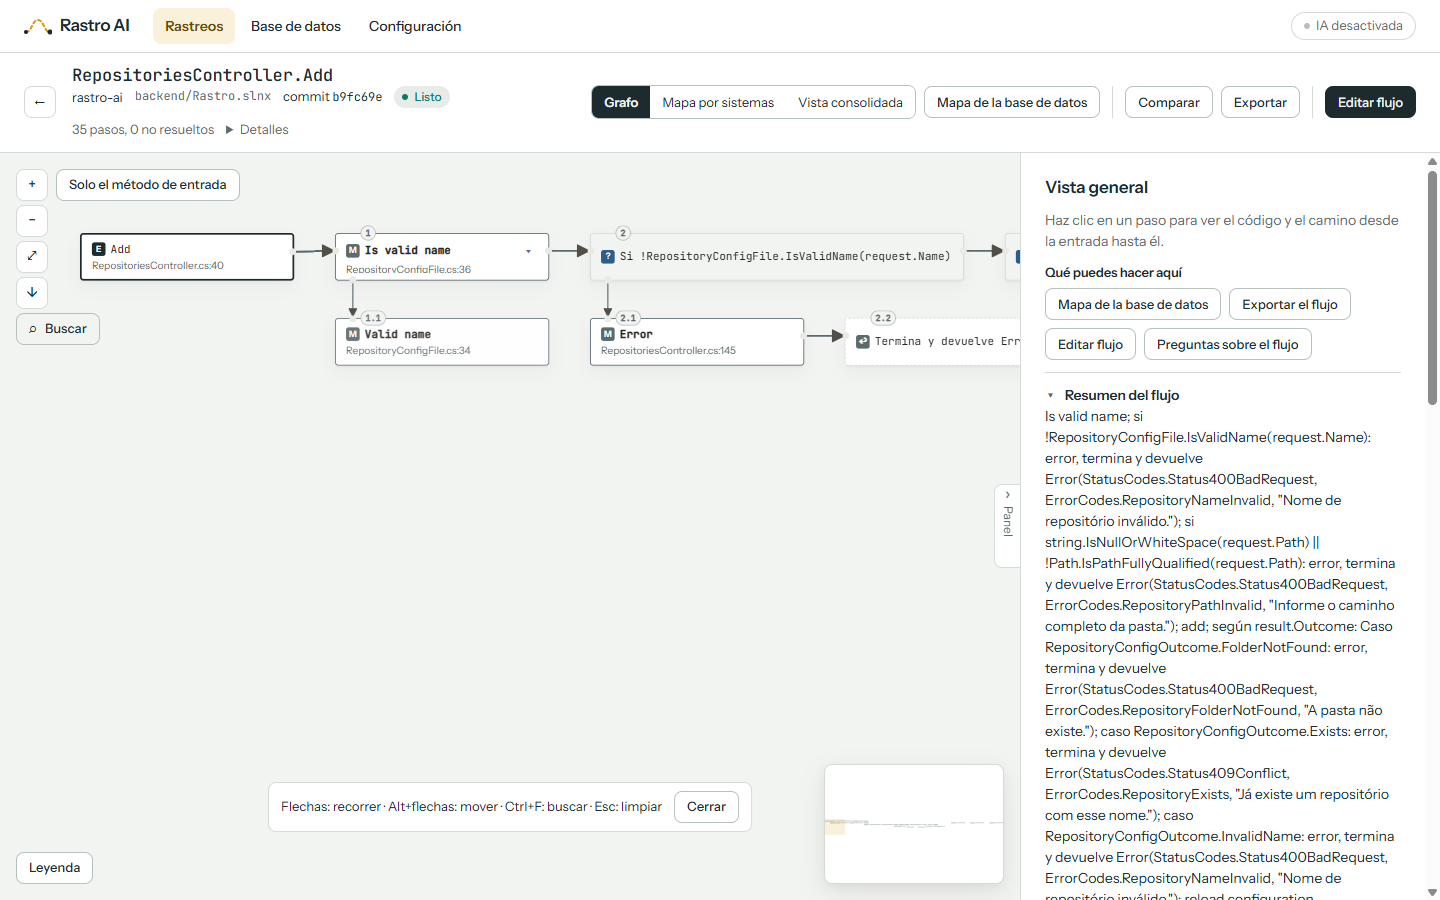 Rastro AI
Rastreos
Base de datos
Configuración
IA desactivada
←
RepositoriesController.Add
rastro-ai backend/Rastro.slnx commit b9fc69e Listo
35 pasos, 0 no resueltos ▶ Detalles
Grafo
Mapa por sistemas
Vista consolidada
Mapa de la base de datos
Comparar
Exportar
Editar flujo
+
−
Solo el método de entrada
Buscar
E Add
RepositoriesController.cs:40
1
M Is valid name
RepositoryConfigFile.cs:36
1.1
M Valid name
RepositoryConfigFile.cs:34
2
? Si !RepositoryConfigFile.IsValidName(request.Name)
2.1
M Error
RepositoriesController.cs:145
2.2
Termina y devuelve Err
Panel
Flechas: recorrer · Alt+flechas: mover · Ctrl+F: buscar · Esc: limpiar
Cerrar
Leyenda
Vista general
Haz clic en un paso para ver el código y el camino desde
la entrada hasta él.
Qué puedes hacer aquí
Mapa de la base de datos
Exportar el flujo
Editar flujo
Preguntas sobre el flujo
▾ Resumen del flujo
Is valid name; si
!RepositoryConfigFile.IsValidName(request.Name):
error, termina y devuelve
Error(StatusCodes.Status400BadRequest,
ErrorCodes.RepositoryNameInvalid, "Nome de
repositório inválido."); si
string.IsNullOrWhiteSpace(request.Path) ||
!Path.IsPathFullyQualified(request.Path): error, termina
y devuelve Error(StatusCodes.Status400BadRequest,
ErrorCodes.RepositoryPathInvalid, "Informe o caminho
completo da pasta."); add; según result.Outcome: Caso
RepositoryConfigOutcome.FolderNotFound: error,
termina y devuelve
Error(StatusCodes.Status400BadRequest,
ErrorCodes.RepositoryFolderNotFound, "A pasta não
existe."); caso RepositoryConfigOutcome.Exists: error,
termina y devuelve
Error(StatusCodes.Status409Conflict,
ErrorCodes.RepositoryExists, "Já existe um repositório
com esse nome."); caso
RepositoryConfigOutcome.InvalidName: error, termina
y devuelve Error(StatusCodes.Status400BadRequest,
ErrorCodes.RepositoryNameInvalid, "Nome de
repositório inválido."); reload configuration